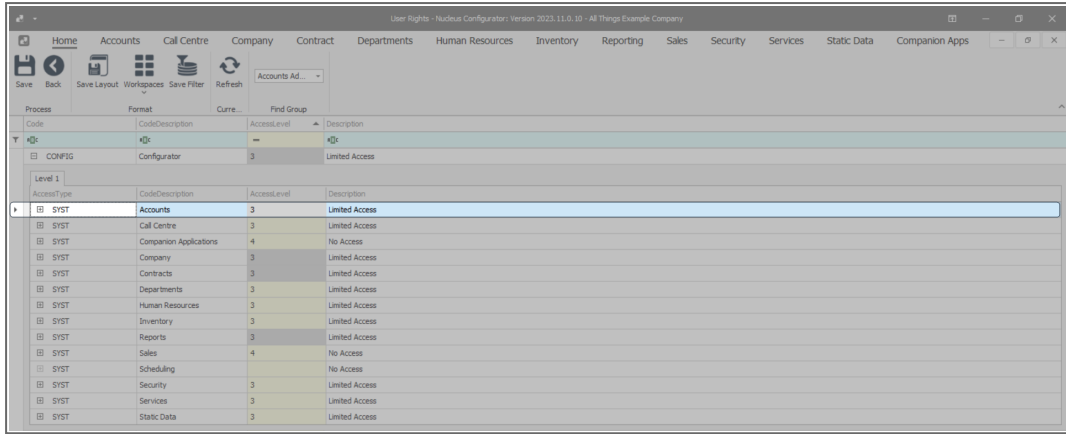 User Rights - Nucleus Configurator: Version 2023.11.0.10 - All Things Example Company
Home Accounts Call Centre Company Contract Departments Human Resources Inventory Reporting Sales Security Services Static Data Companion Apps
Save Back Save Layout Workspaces Save Filter Refresh Accounts Ad...
Process Format Curre... Find Group
Code CodeDescription AccessLevel Description
CONFIG Configurator 3 Limited Access
Level 1
AccessType CodeDescription AccessLevel Description
SYST Accounts 3 Limited Access
SYST Call Centre 3 Limited Access
SYST Companion Applications 4 No Access
SYST Company 3 Limited Access
SYST Contracts 3 Limited Access
SYST Departments 3 Limited Access
SYST Human Resources 3 Limited Access
SYST Inventory 3 Limited Access
SYST Reports 3 Limited Access
SYST Sales 4 No Access
SYST Scheduling No Access
SYST Security 3 Limited Access
SYST Services 3 Limited Access
SYST Static Data 3 Limited Access